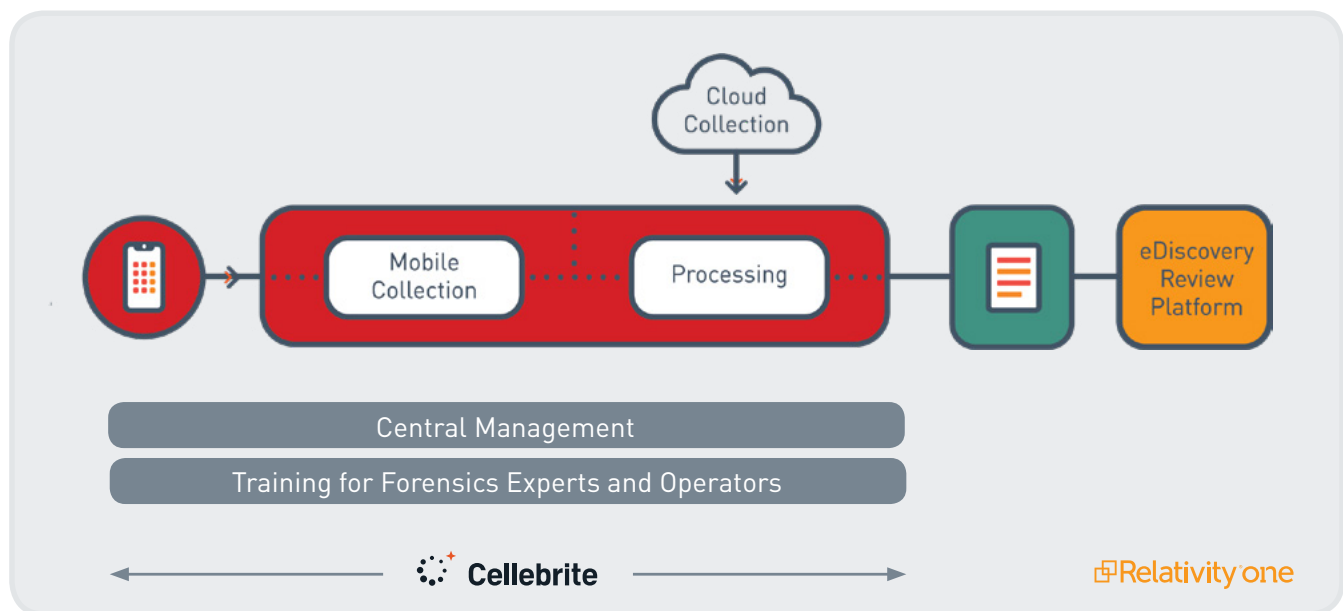 Cloud
Collection
Mobile
Collection
Processing
eDiscovery
Review
Platform
Central Management
Training for Forensics Experts and Operators
Cellebrite
Relativity one